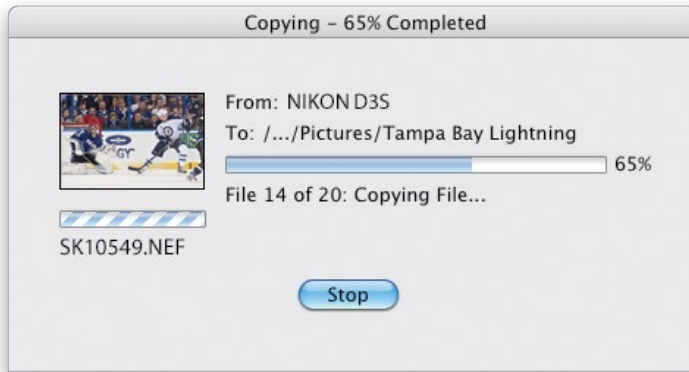 Copying – 65% Completed
From: NIKON D3S
To: /.../Pictures/Tampa Bay Lightning
65%
File 14 of 20: Copying File...
SK10549.NEF
Stop